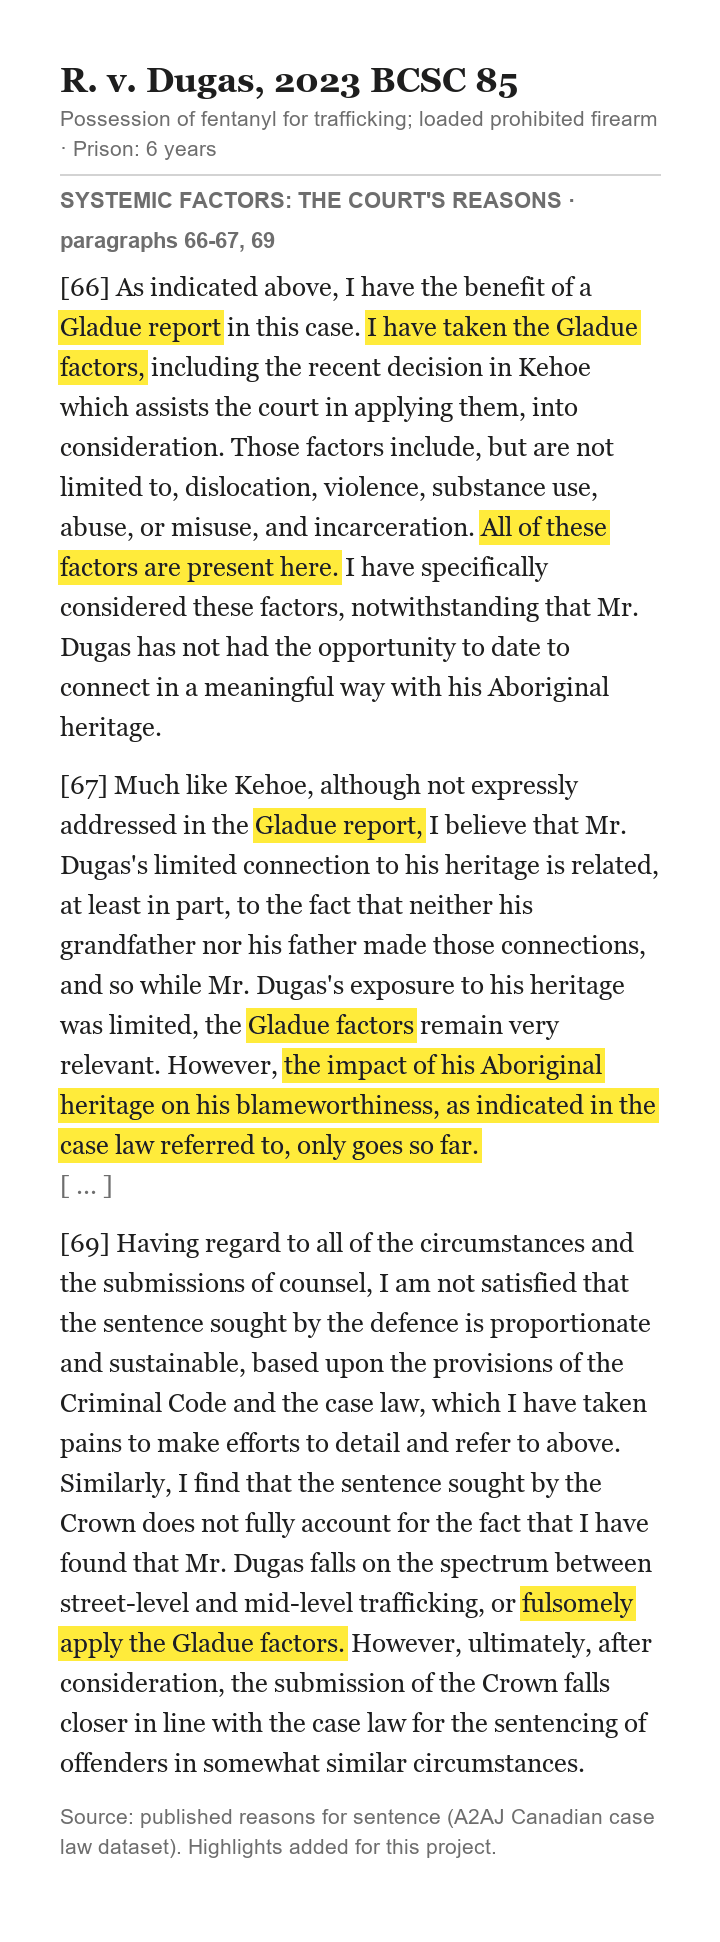 R. v. Dugas, 2023 BCSC 85
Possession of fentanyl for trafficking; loaded prohibited firearm
· Prison: 6 years
SYSTEMIC FACTORS: THE COURT'S REASONS ·
paragraphs 66-67, 69
[66] As indicated above, I have the benefit of a
Gladue report in this case. I have taken the Gladue
factors, including the recent decision in Kehoe
which assists the court in applying them, into
consideration. Those factors include, but are not
limited to, dislocation, violence, substance use,
abuse, or misuse, and incarceration. All of these
factors are present here. I have specifically
considered these factors, notwithstanding that Mr.
Dugas has not had the opportunity to date to
connect in a meaningful way with his Aboriginal
heritage.
[67] Much like Kehoe, although not expressly
addressed in the Gladue report, I believe that Mr.
Dugas's limited connection to his heritage is related,
at least in part, to the fact that neither his
grandfather nor his father made those connections,
and so while Mr. Dugas's exposure to his heritage
was limited, the Gladue factors remain very
relevant. However, the impact of his Aboriginal
heritage on his blameworthiness, as indicated in the
case law referred to, only goes so far.
[ ... ]
[69] Having regard to all of the circumstances and
the submissions of counsel, I am not satisfied that
the sentence sought by the defence is proportionate
and sustainable, based upon the provisions of the
Criminal Code and the case law, which I have taken
pains to make efforts to detail and refer to above.
Similarly, I find that the sentence sought by the
Crown does not fully account for the fact that I have
found that Mr. Dugas falls on the spectrum between
street-level and mid-level trafficking, or fulsomely
apply the Gladue factors. However, ultimately, after
consideration, the submission of the Crown falls
closer in line with the case law for the sentencing of
offenders in somewhat similar circumstances.
Source: published reasons for sentence (A2AJ Canadian case
law dataset). Highlights added for this project.